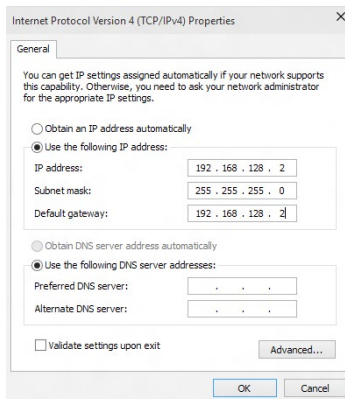 Internet Protocol Version 4 (TCP/IPv4) Properties
General
You can get IP settings assigned automatically if your network supports
this capability. Otherwise, you need to ask your network administrator
for the appropriate IP settings.
Obtain an IP address automatically
Use the following IP address:
IP address: 192 . 168 . 128 . 2
Subnet mask: 255 . 255 . 255 . 0
Default gateway: 192 . 168 . 128 . 2
Obtain DNS server address automatically
Use the following DNS server addresses:
Preferred DNS server: . . .
Alternate DNS server: . . .
Validate settings upon exit
Advanced...
OK Cancel